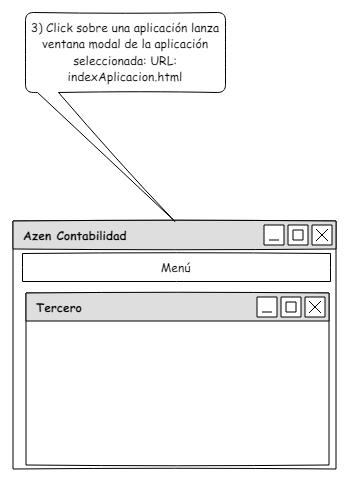 3) Click sobre una aplicación lanza
ventana modal de la aplicación
seleccionada: URL:
indexAplicacion.html
Azen Contabilidad
Menú
Tercero